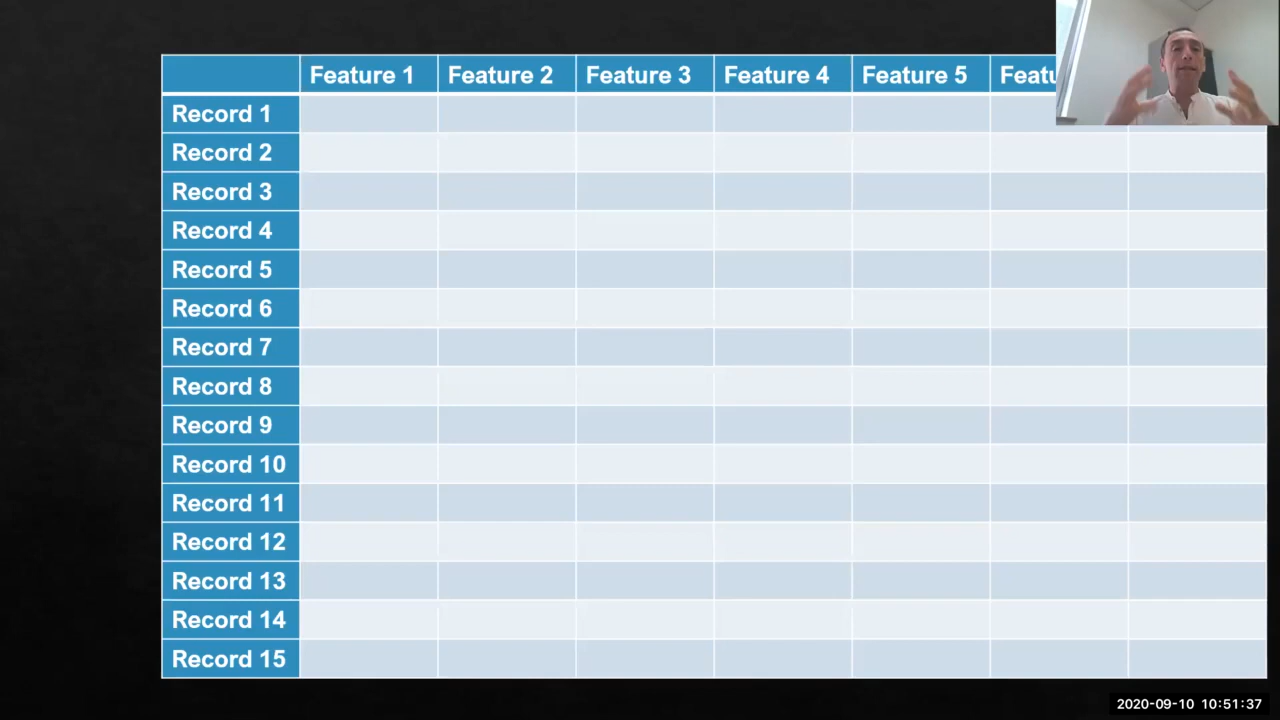 Feature 1 Feature 2 Feature 3 Feature 4 Feature 5 Featu
Record 1
Record 2
Record 3
Record 4
Record 5
Record 6
Record 7
Record 8
Record 9
Record 10
Record 11
Record 12
Record 13
Record 14
Record 15
2020-09-10 10:51:37